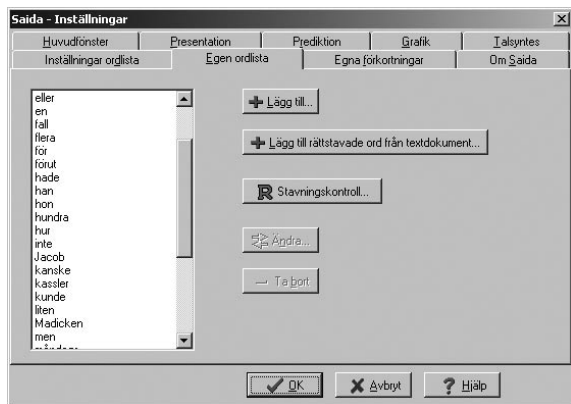 Saida - Inställningar
Huvudfönster Presentation Prediktion Grafik Talsyntes
Inställningar ordlista Egen ordlista Egna förkortningar Om Saida
eller
en
fall
flera
för
förut
hade
han
hon
hundra
hur
inte
Jacob
kanske
kassler
kunde
liten
Madicken
men
Lägg till...
Lägg till rättstavade ord från textdokument...
R Stavningskontroll...
Ändra...
Ta bort
OK Avbryt ? Hjälp